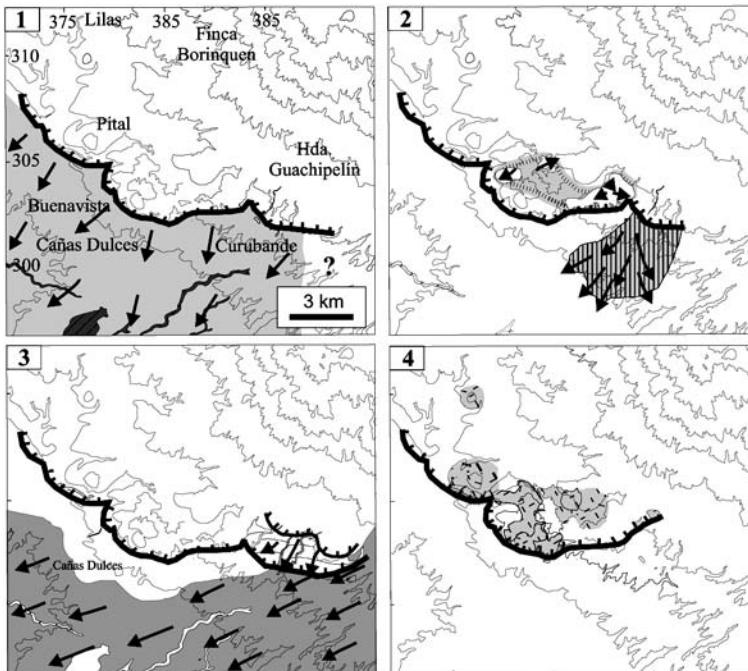 1
375 Lilas 385 385
Finca
Borinquen
310
Pital
Hda,
Guachipelin
305
Buenavista
Cañas Dulces
Curubande
300
?
3 km
2
3
Cañas Dulces
4